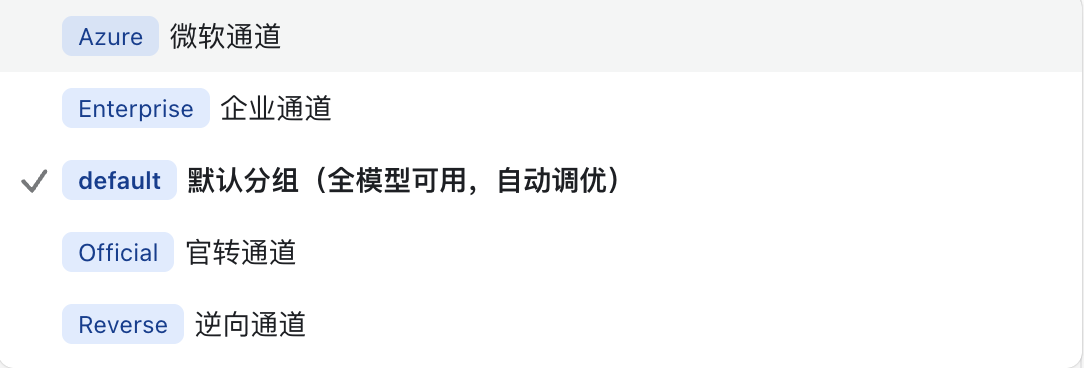 Azure 微软通道
Enterprise 企业通道
default 默认分组（全模型可用，自动调优）
Official 官转通道
Reverse 逆向通道